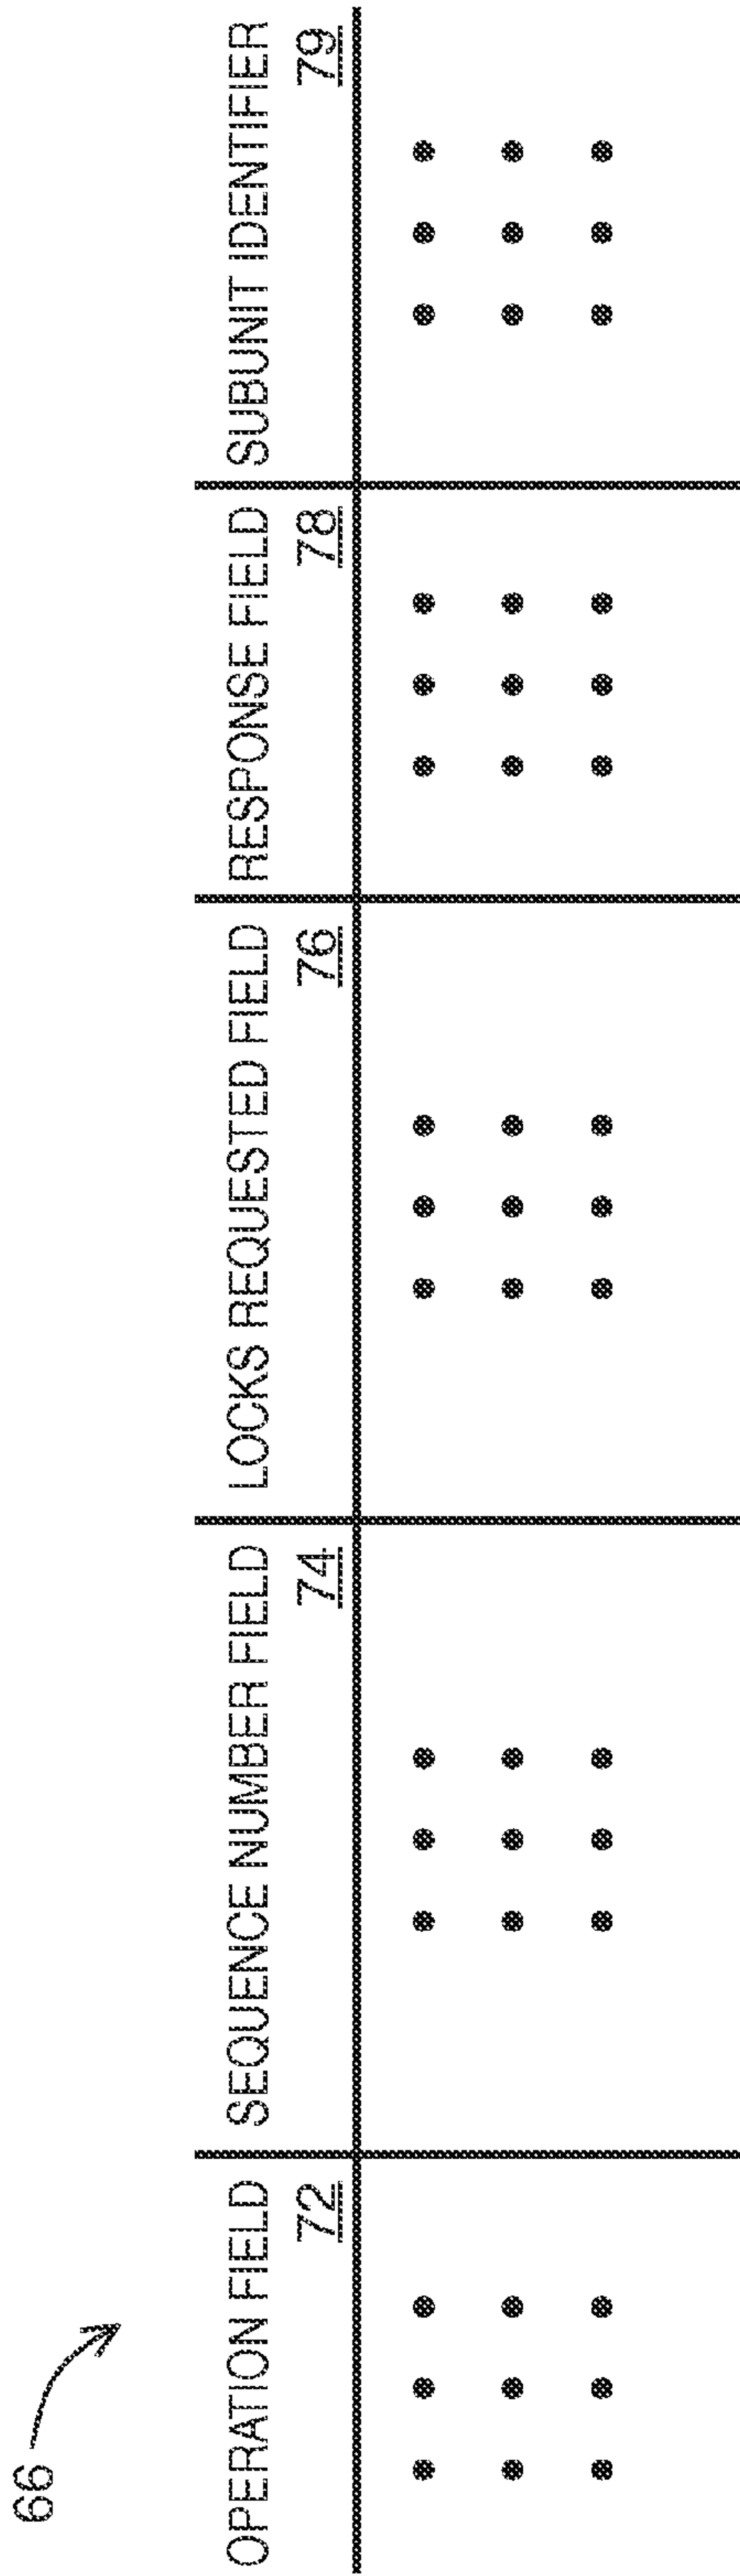 66
OPERATION FIELD
72
SEQUENCE NUMBER FIELD
74
LOCKS REQUESTED FIELD
76
RESPONSE FIELD
78
SUBUNIT IDENTIFIER
79